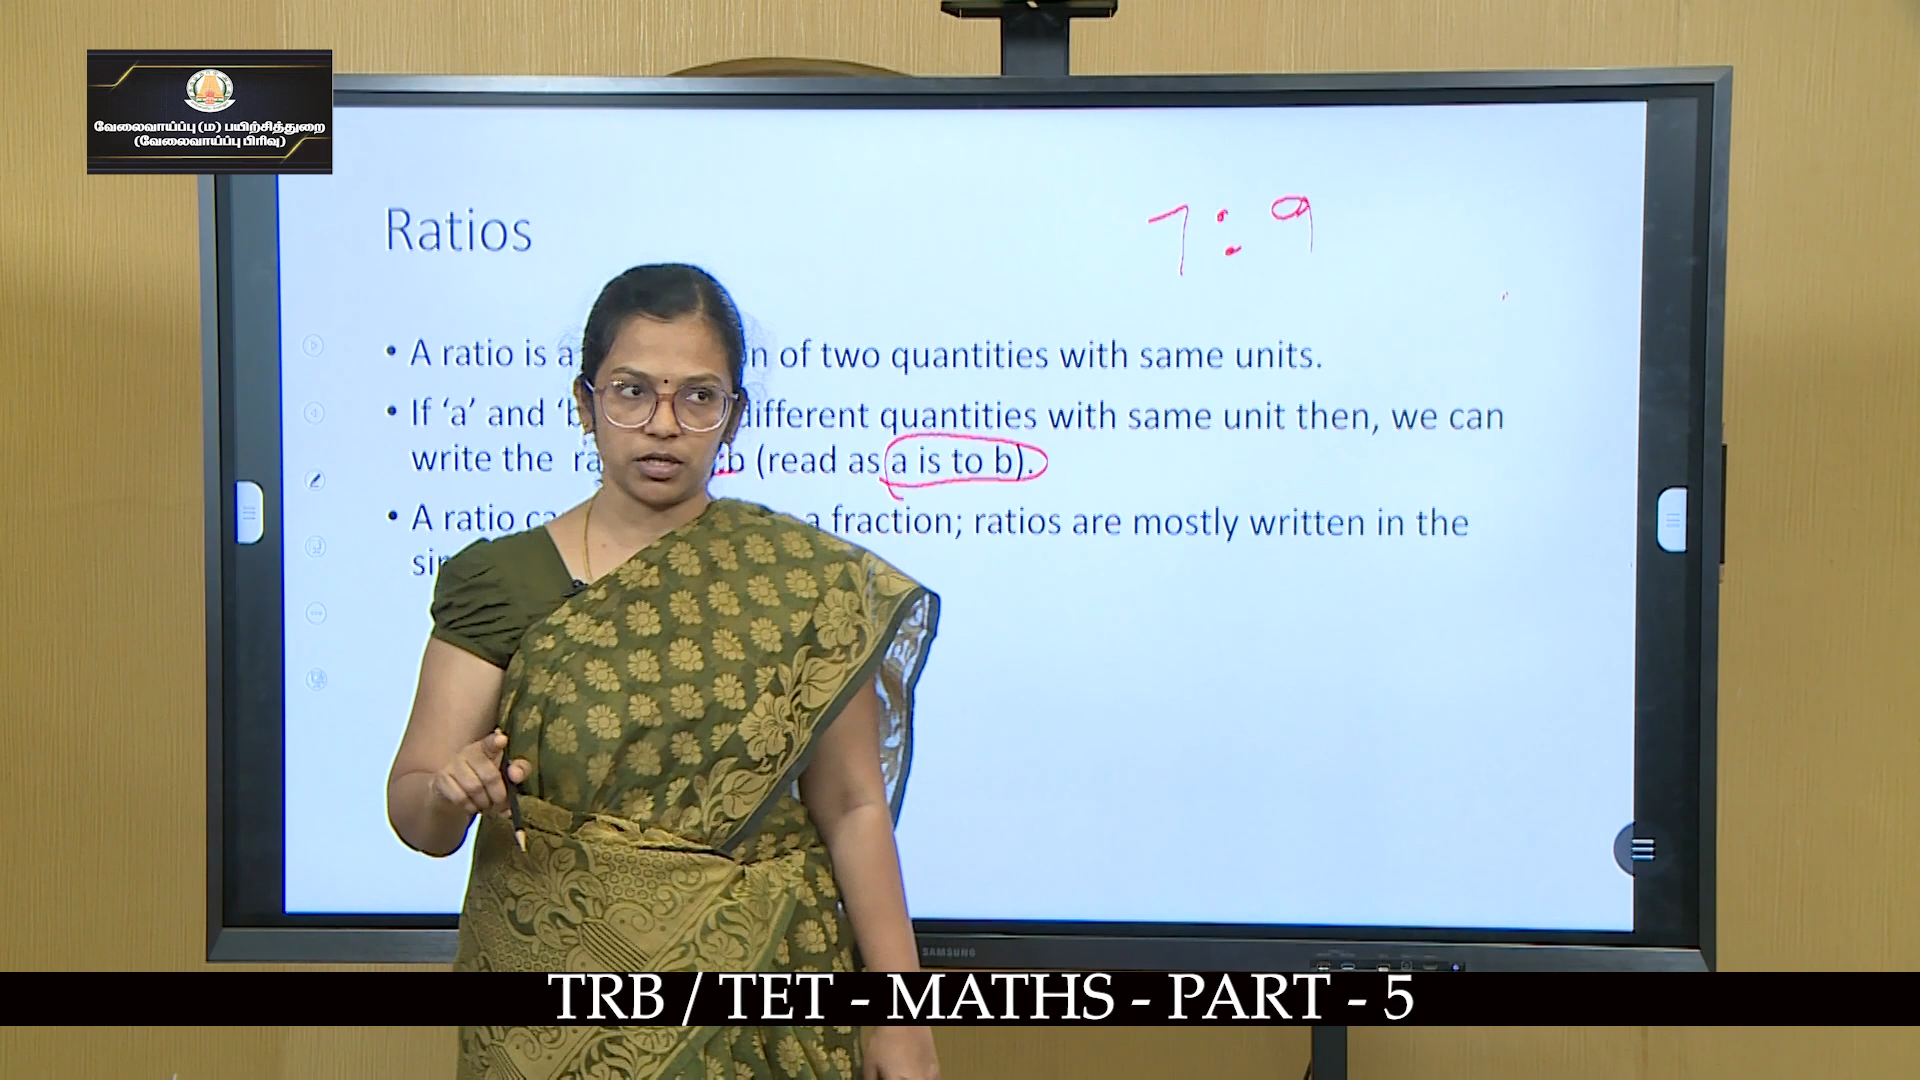 வேலைவாய்ப்பு (ம) பயிற்சித்துறை
(வேலைவாய்ப்பு பிரிவு)
Ratios
7 : 9
• A ratio is a n of two quantities with same units.
• If ‘a’ and ‘b different quantities with same unit then, we can
write the ra :b (read as a is to b).
• A ratio ca a fraction; ratios are mostly written in the
sim
SAMSUNG
TRB / TET - MATHS - PART - 5